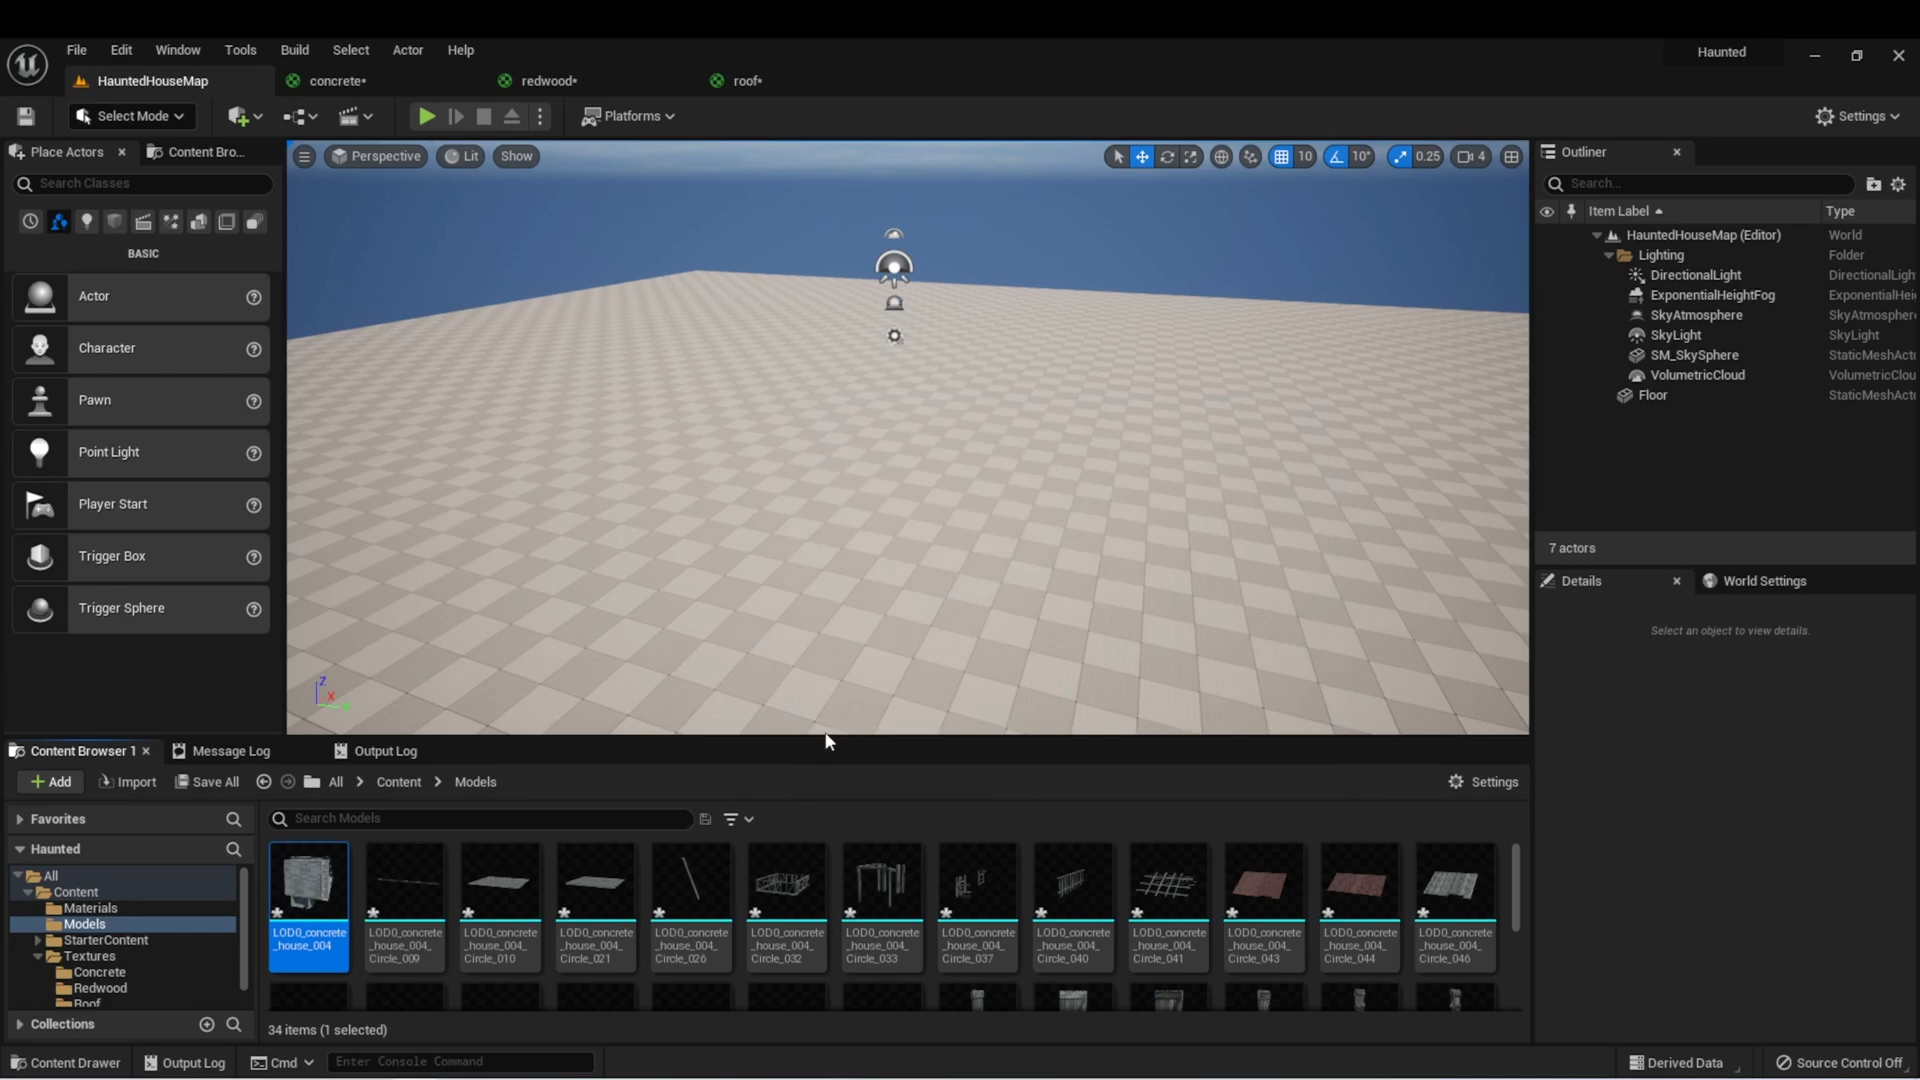 File Edit Window Tools Build Select Actor Help
Haunted
HauntedHouseMap
concrete*
redwood*
roof*
Select Mode
Platforms
Settings
Place Actors
Content Bro...
Search Classes
BASIC
Actor
Character
Pawn
Point Light
Player Start
Trigger Box
Trigger Sphere
Perspective
Lit
Show
10
10°
0.25
4
Z
X
Outliner
Search...
Item Label
Type
HauntedHouseMap (Editor) World
Lighting Folder
DirectionalLight DirectionalLigh
ExponentialHeightFog ExponentialHei
SkyAtmosphere SkyAtmosphere
SkyLight SkyLight
SM_SkySphere StaticMeshActo
VolumetricCloud VolumetricClou
Floor StaticMeshActo
7 actors
Details
World Settings
Select an object to view details.
Content Browser 1
Message Log
Output Log
Add
Import
Save All
All
Content
Models
Settings
Favorites
Haunted
All
Content
Materials
Models
StarterContent
Textures
Concrete
Redwood
Roof
Collections
Search Models
LOD0_concrete
_house_004
LOD0_concrete
_house_004_
Circle_009
LOD0_concrete
_house_004_
Circle_010
LOD0_concrete
_house_004_
Circle_021
LOD0_concrete
_house_004_
Circle_026
LOD0_concrete
_house_004_
Circle_032
LOD0_concrete
_house_004_
Circle_033
LOD0_concrete
_house_004_
Circle_037
LOD0_concrete
_house_004_
Circle_040
LOD0_concrete
_house_004_
Circle_041
LOD0_concrete
_house_004_
Circle_043
LOD0_concrete
_house_004_
Circle_044
LOD0_concrete
_house_004_
Circle_046
34 items (1 selected)
Content Drawer
Output Log
Cmd
Enter Console Command
Derived Data
Source Control Off